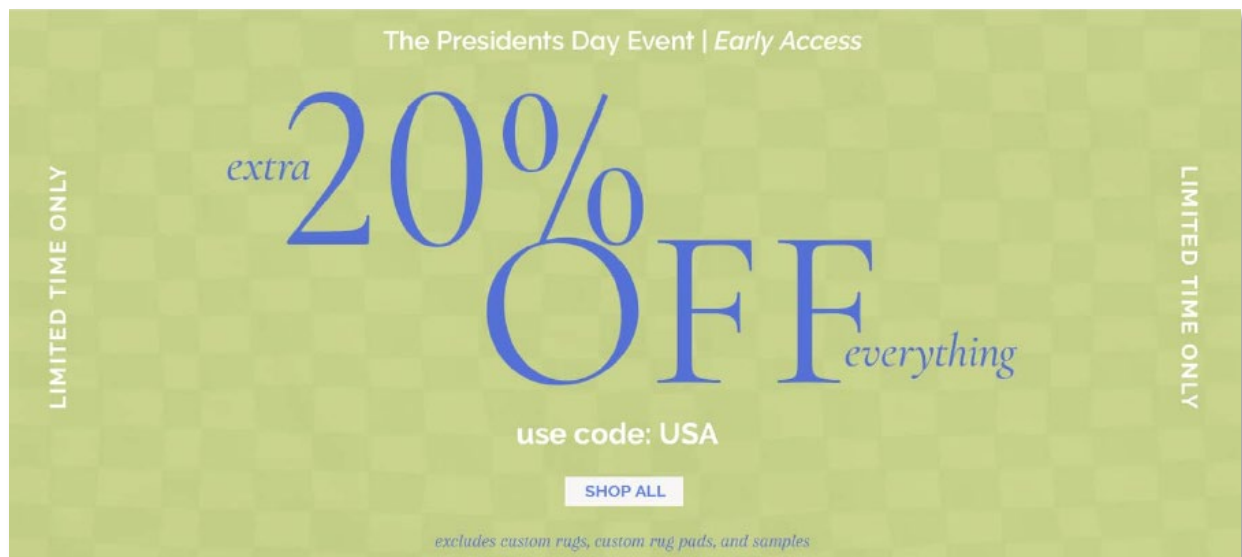 The Presidents Day Event | Early Access
extra 20%
OFF everything
LIMITED TIME ONLY
LIMITED TIME ONLY
use code: USA
SHOP ALL
excludes custom rugs, custom rug pads, and samples